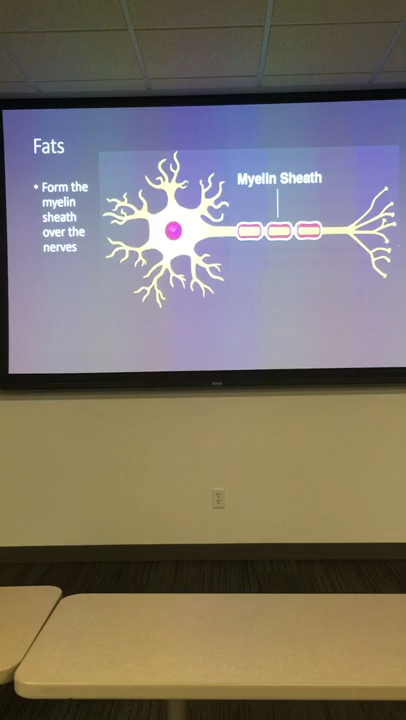 Fats
• Form the
myelin
sheath
over the
nerves
Myelin Sheath